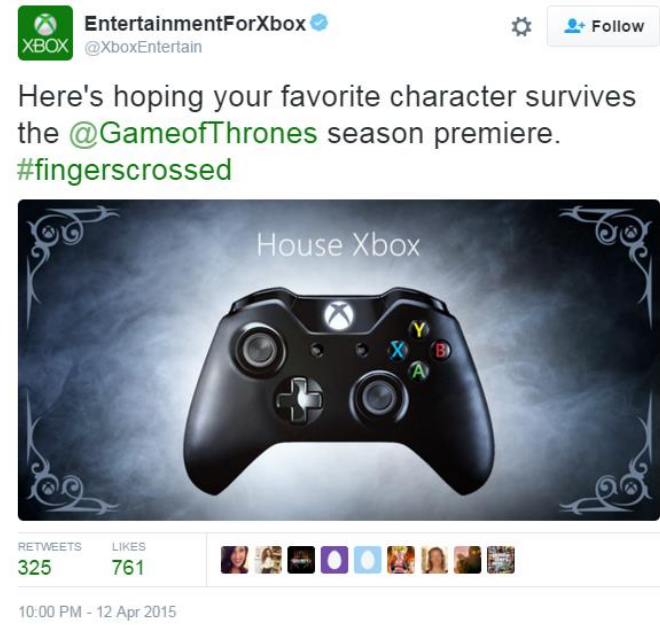 EntertainmentForXbox
XBOX
@XboxEntertain
Follow
Here's hoping your favorite character survives
the @GameofThrones season premiere.
#fingerscrossed
House Xbox
Y
X
B
A
RETWEETS
LIKES
325
761
10:00 PM - 12 Apr 2015